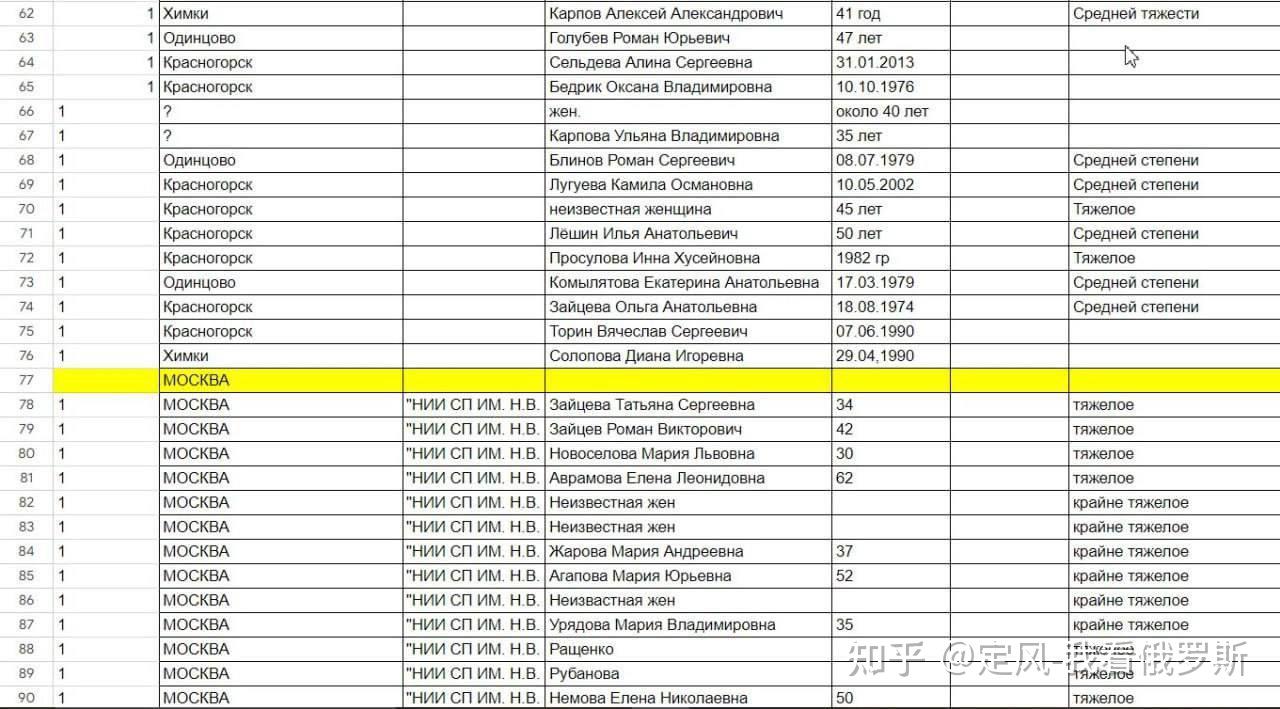 62 1 Химки Карпов Алексей Александрович 41 год Средней тяжести
63 1 Одинцово Голубев Роман Юрьевич 47 лет
64 1 Красногорск Сельдева Алина Сергеевна 31.01.2013
65 1 Красногорск Бедрик Оксана Владимировна 10.10.1976
66 1 ? жен. около 40 лет
67 1 ? Карпова Ульяна Владимировна 35 лет
68 1 Одинцово Блинов Роман Сергеевич 08.07.1979 Средней степени
69 1 Красногорск Лугуева Камила Османовна 10.05.2002 Средней степени
70 1 Красногорск неизвестная женщина 45 лет Тяжелое
71 1 Красногорск Лёшин Илья Анатольевич 50 лет Средней степени
72 1 Красногорск Просулова Инна Хусейновна 1982 гр Тяжелое
73 1 Одинцово Комылятова Екатерина Анатольевна 17.03.1979 Средней степени
74 1 Красногорск Зайцева Ольга Анатольевна 18.08.1974 Средней степени
75 1 Красногорск Торин Вячеслав Сергеевич 07.06.1990
76 1 Химки Солопова Диана Игоревна 29.04,1990
77 МОСКВА
78 1 МОСКВА "НИИ СП ИМ. Н.В. Зайцева Татьяна Сергеевна 34 тяжелое
79 1 МОСКВА "НИИ СП ИМ. Н.В. Зайцев Роман Викторович 42 тяжелое
80 1 МОСКВА "НИИ СП ИМ. Н.В. Новоселова Мария Львовна 30 тяжелое
81 1 МОСКВА "НИИ СП ИМ. Н.В. Аврамова Елена Леонидовна 62 тяжелое
82 1 МОСКВА "НИИ СП ИМ. Н.В. Неизвестная жен крайне тяжелое
83 1 МОСКВА "НИИ СП ИМ. Н.В. Неизвестная жен крайне тяжелое
84 1 МОСКВА "НИИ СП ИМ. Н.В. Жарова Мария Андреевна 37 крайне тяжелое
85 1 МОСКВА "НИИ СП ИМ. Н.В. Агапова Мария Юрьевна 52 крайне тяжелое
86 1 МОСКВА "НИИ СП ИМ. Н.В. Неизвастная жен крайне тяжелое
87 1 МОСКВА "НИИ СП ИМ. Н.В. Урядова Мария Владимировна 35 крайне тяжелое
88 1 МОСКВА "НИИ СП ИМ. Н.В. Ращенко тяжелое
知乎 @定风-我看俄罗斯
89 1 МОСКВА "НИИ СП ИМ. Н.В. Рубанова тяжелое
90 1 МОСКВА "НИИ СП ИМ. Н.В. Немова Елена Николаевна 50 тяжелое